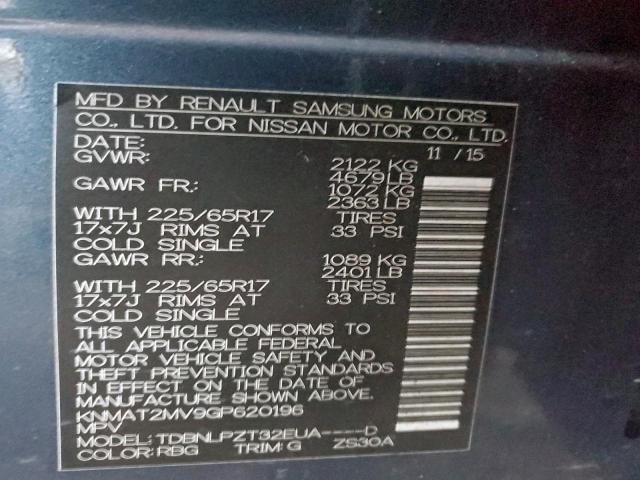 MFD BY RENAULT SAMSUNG MOTORS
CO., LTD. FOR NISSAN MOTOR CO., LTD.
DATE: 11 / 15
GVWR: 2122 KG
4679 LB
GAWR FR.: 1072 KG
2363 LB
WITH 225/65R17 TIRES
17x7J RIMS AT 33 PSI
COLD SINGLE
GAWR RR.: 1089 KG
2401 LB
WITH 225/65R17 TIRES
17x7J RIMS AT 33 PSI
COLD SINGLE
THIS VEHICLE CONFORMS TO
ALL APPLICABLE FEDERAL
MOTOR VEHICLE SAFETY AND
THEFT PREVENTION STANDARDS
IN EFFECT ON THE DATE OF
MANUFACTURE SHOWN ABOVE.
KNMAT2MV9GP620196
MPV
MODEL: TDBNLPZT32EUA----D
COLOR: RBG TRIM: G ZS30A